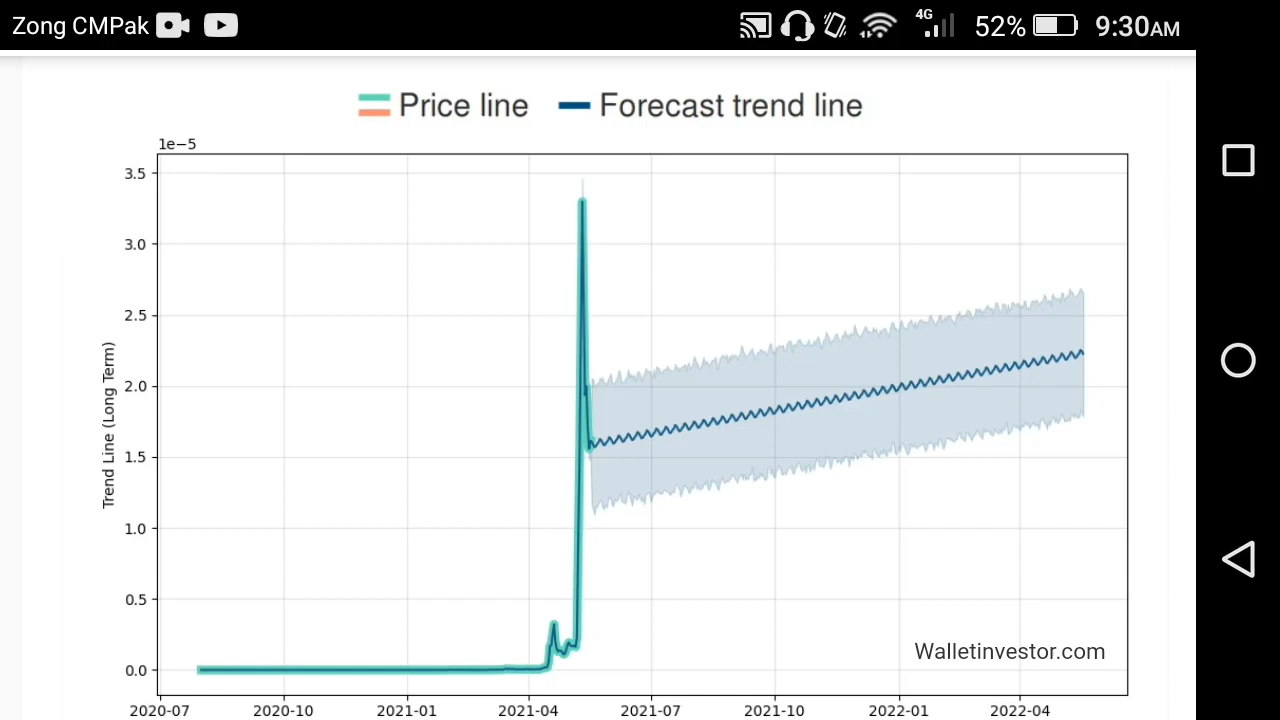 Zong CMPak 4G 52% 9:30AM
Price line Forecast trend line
1e−5
3.5
3.0
2.5
2.0
1.5
1.0
0.5
0.0
Trend Line (Long Term)
Walletinvestor.com
2020-07 2020-10 2021-01 2021-04 2021-07 2021-10 2022-01 2022-04